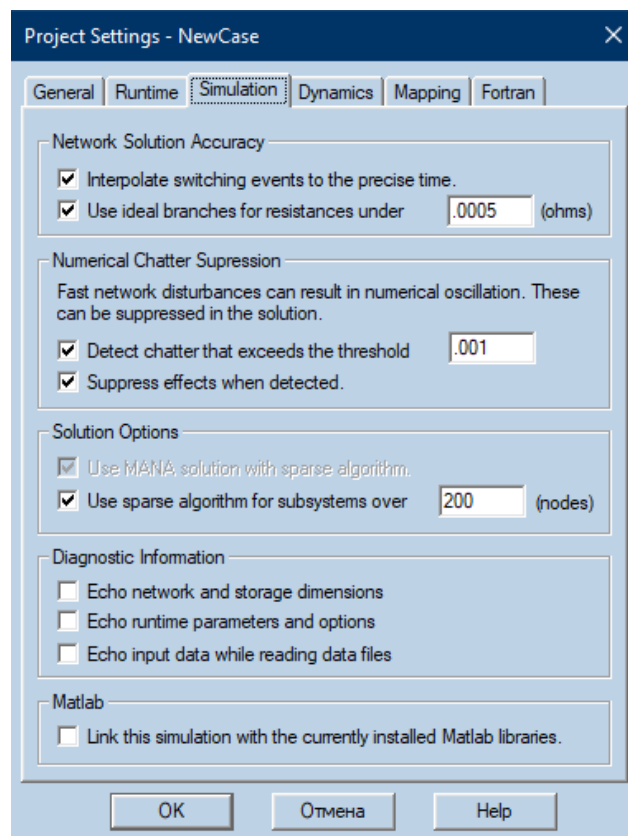 Project Settings - NewCase
General
Runtime
Simulation
Dynamics
Mapping
Fortran
Network Solution Accuracy
Interpolate switching events to the precise time.
Use ideal branches for resistances under .0005 (ohms)
Numerical Chatter Supression
Fast network disturbances can result in numerical oscillation. These
can be suppressed in the solution.
Detect chatter that exceeds the threshold .001
Suppress effects when detected.
Solution Options
Use MANA solution with sparse algorithm.
Use sparse algorithm for subsystems over 200 (nodes)
Diagnostic Information
Echo network and storage dimensions
Echo runtime parameters and options
Echo input data while reading data files
Matlab
Link this simulation with the currently installed Matlab libraries.
OK
Отмена
Help